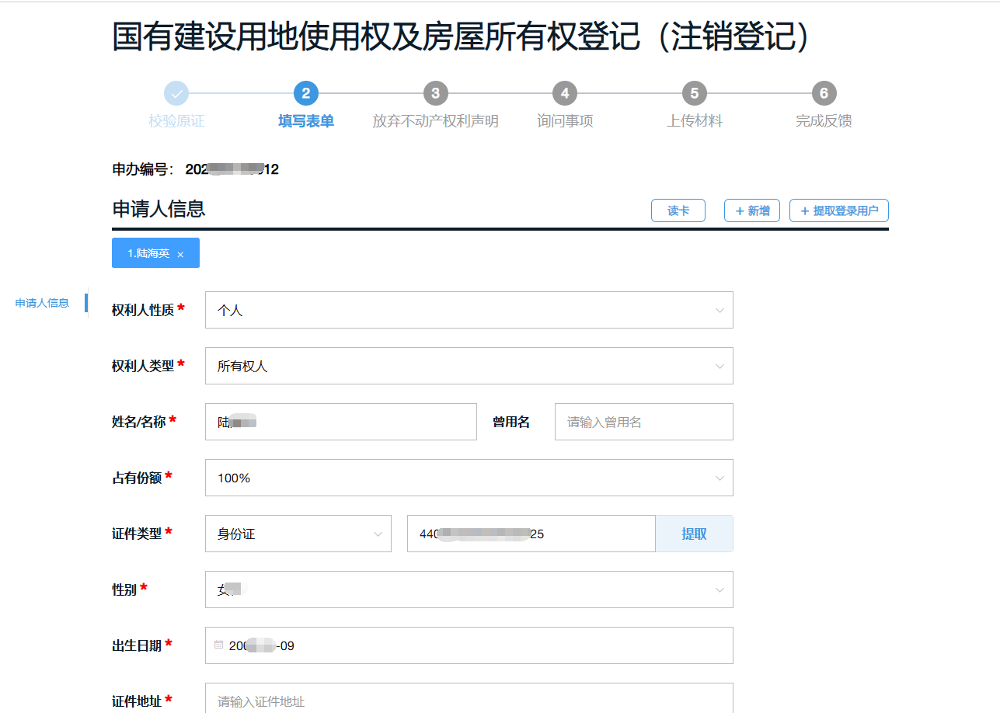 国有建设用地使用权及房屋所有权登记（注销登记）
2 3 4 5 6
校验原证 填写表单 放弃不动产权利声明 询问事项 上传材料 完成反馈
申办编号： 202 12
申请人信息 读卡 + 新增 + 提取登录用户
1.陆海英 ×
申请人信息
权利人性质 * 个人
权利人类型 * 所有权人
姓名/名称 * 陆 曾用名 请输入曾用名
占有份额 * 100%
证件类型 * 身份证 440 25 提取
性别 * 女
出生日期 * 200 -09
证件地址 * 请输入证件地址